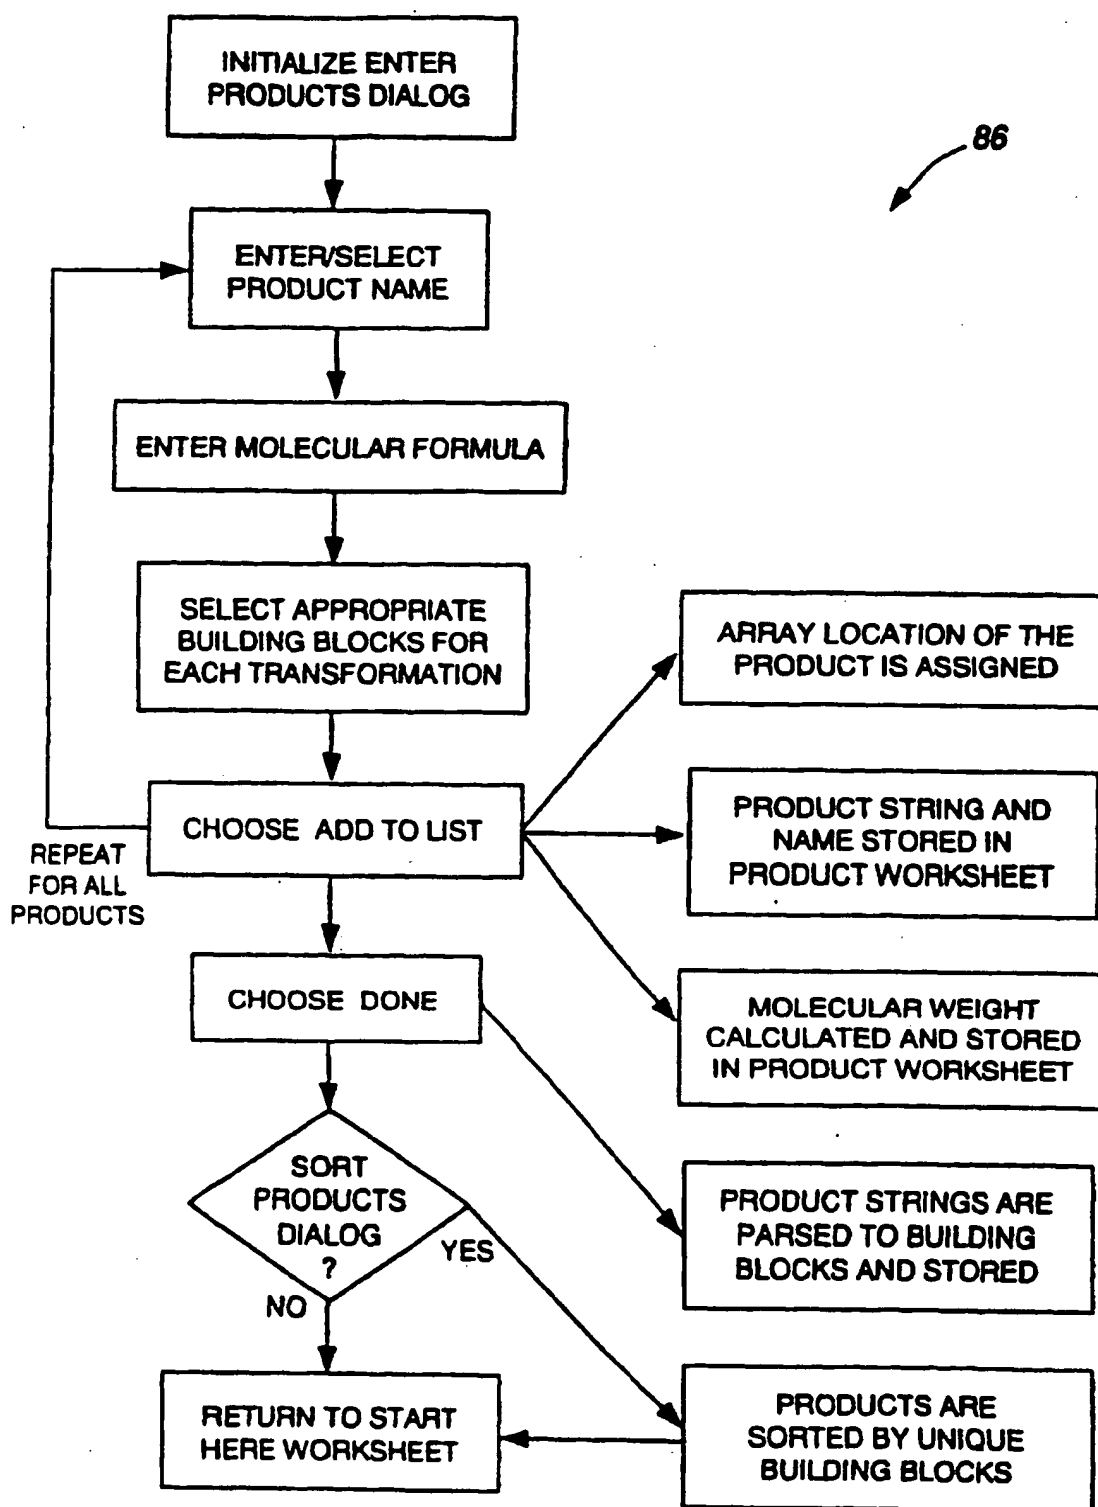 INITIALIZE ENTER
PRODUCTS DIALOG
86
ENTER/SELECT
PRODUCT NAME
ENTER MOLECULAR FORMULA
SELECT APPROPRIATE
BUILDING BLOCKS FOR
EACH TRANSFORMATION
ARRAY LOCATION OF THE
PRODUCT IS ASSIGNED
CHOOSE ADD TO LIST
PRODUCT STRING AND
NAME STORED IN
PRODUCT WORKSHEET
REPEAT
FOR ALL
PRODUCTS
CHOOSE DONE
MOLECULAR WEIGHT
CALCULATED AND STORED
IN PRODUCT WORKSHEET
SORT
PRODUCTS
DIALOG
?
YES
NO
PRODUCT STRINGS ARE
PARSED TO BUILDING
BLOCKS AND STORED
RETURN TO START
HERE WORKSHEET
PRODUCTS ARE
SORTED BY UNIQUE
BUILDING BLOCKS